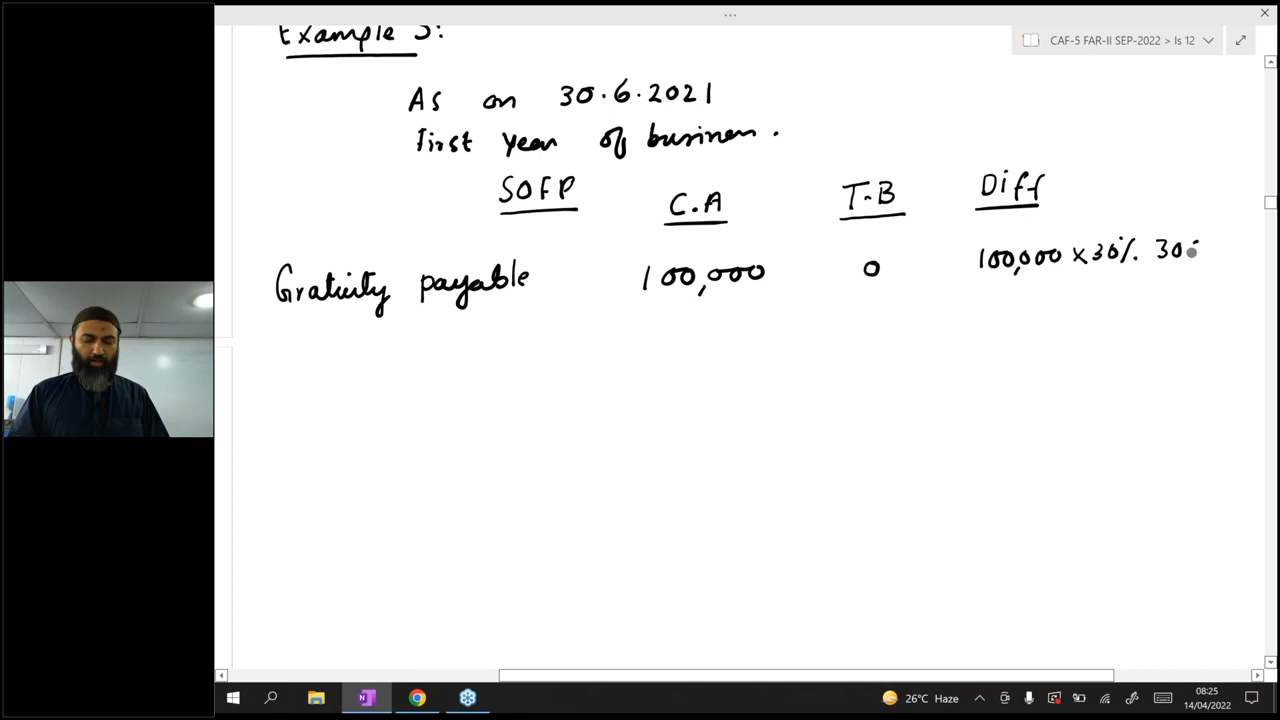 CAF-5 FAR-II SEP-2022 > Is 12
Example 3:
As on 30.6.2021
First year of business.
SOFP C.A T.B Diff
Gratuity payable 100,000 0 100,000 x 30% 30
26°C Haze
08:25
14/04/2022